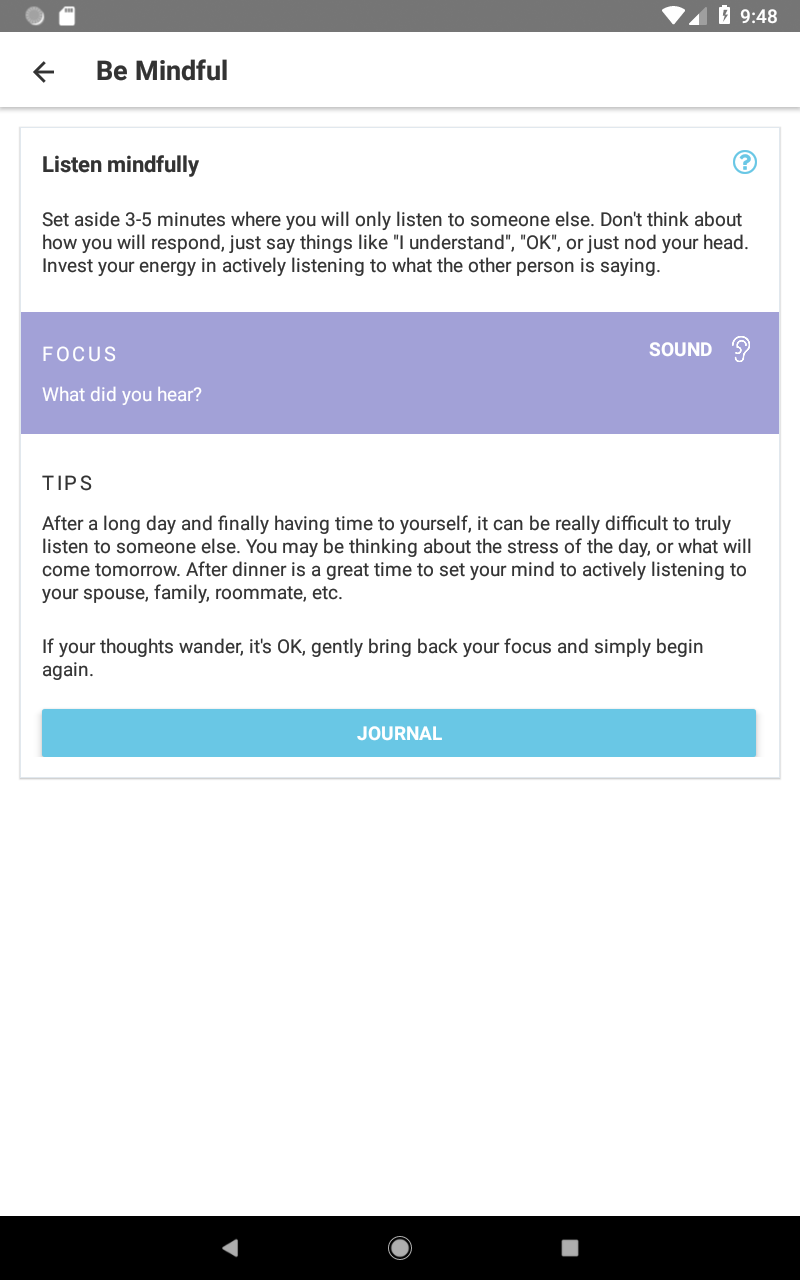 9:48
Be Mindful
Listen mindfully
Set aside 3-5 minutes where you will only listen to someone else. Don't think about
how you will respond, just say things like "I understand", "OK", or just nod your head.
Invest your energy in actively listening to what the other person is saying.
FOCUS
SOUND
What did you hear?
TIPS
After a long day and finally having time to yourself, it can be really difficult to truly
listen to someone else. You may be thinking about the stress of the day, or what will
come tomorrow. After dinner is a great time to set your mind to actively listening to
your spouse, family, roommate, etc.
If your thoughts wander, it's OK, gently bring back your focus and simply begin
again.
JOURNAL